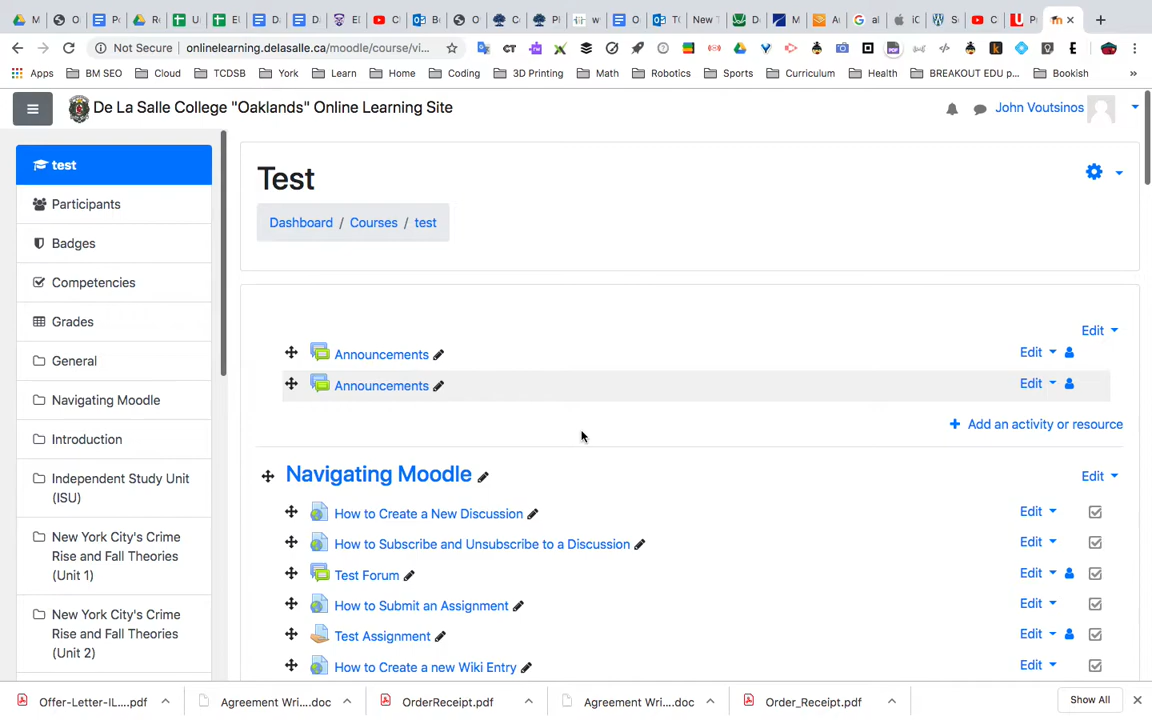 Not Secure
onlinelearning.delasalle.ca/moodle/course/vi...
Apps
BM SEO
Cloud
TCDSB
York
Learn
Home
Coding
3D Printing
Math
Robotics
Sports
Curriculum
Health
BREAKOUT EDU p...
Bookish
De La Salle College "Oaklands" Online Learning Site
John Voutsinos
test
Participants
Badges
Competencies
Grades
General
Navigating Moodle
Introduction
Independent Study Unit
(ISU)
New York City's Crime
Rise and Fall Theories
(Unit 1)
New York City's Crime
Rise and Fall Theories
(Unit 2)
Test
Dashboard / Courses / test
Edit
Announcements
Edit
Announcements
Edit
+ Add an activity or resource
Navigating Moodle
Edit
How to Create a New Discussion
Edit
How to Subscribe and Unsubscribe to a Discussion
Edit
Test Forum
Edit
How to Submit an Assignment
Edit
Test Assignment
Edit
How to Create a new Wiki Entry
Edit
Offer-Letter-IL....pdf
Agreement Wri....doc
OrderReceipt.pdf
Agreement Wri....doc
Order_Receipt.pdf
Show All